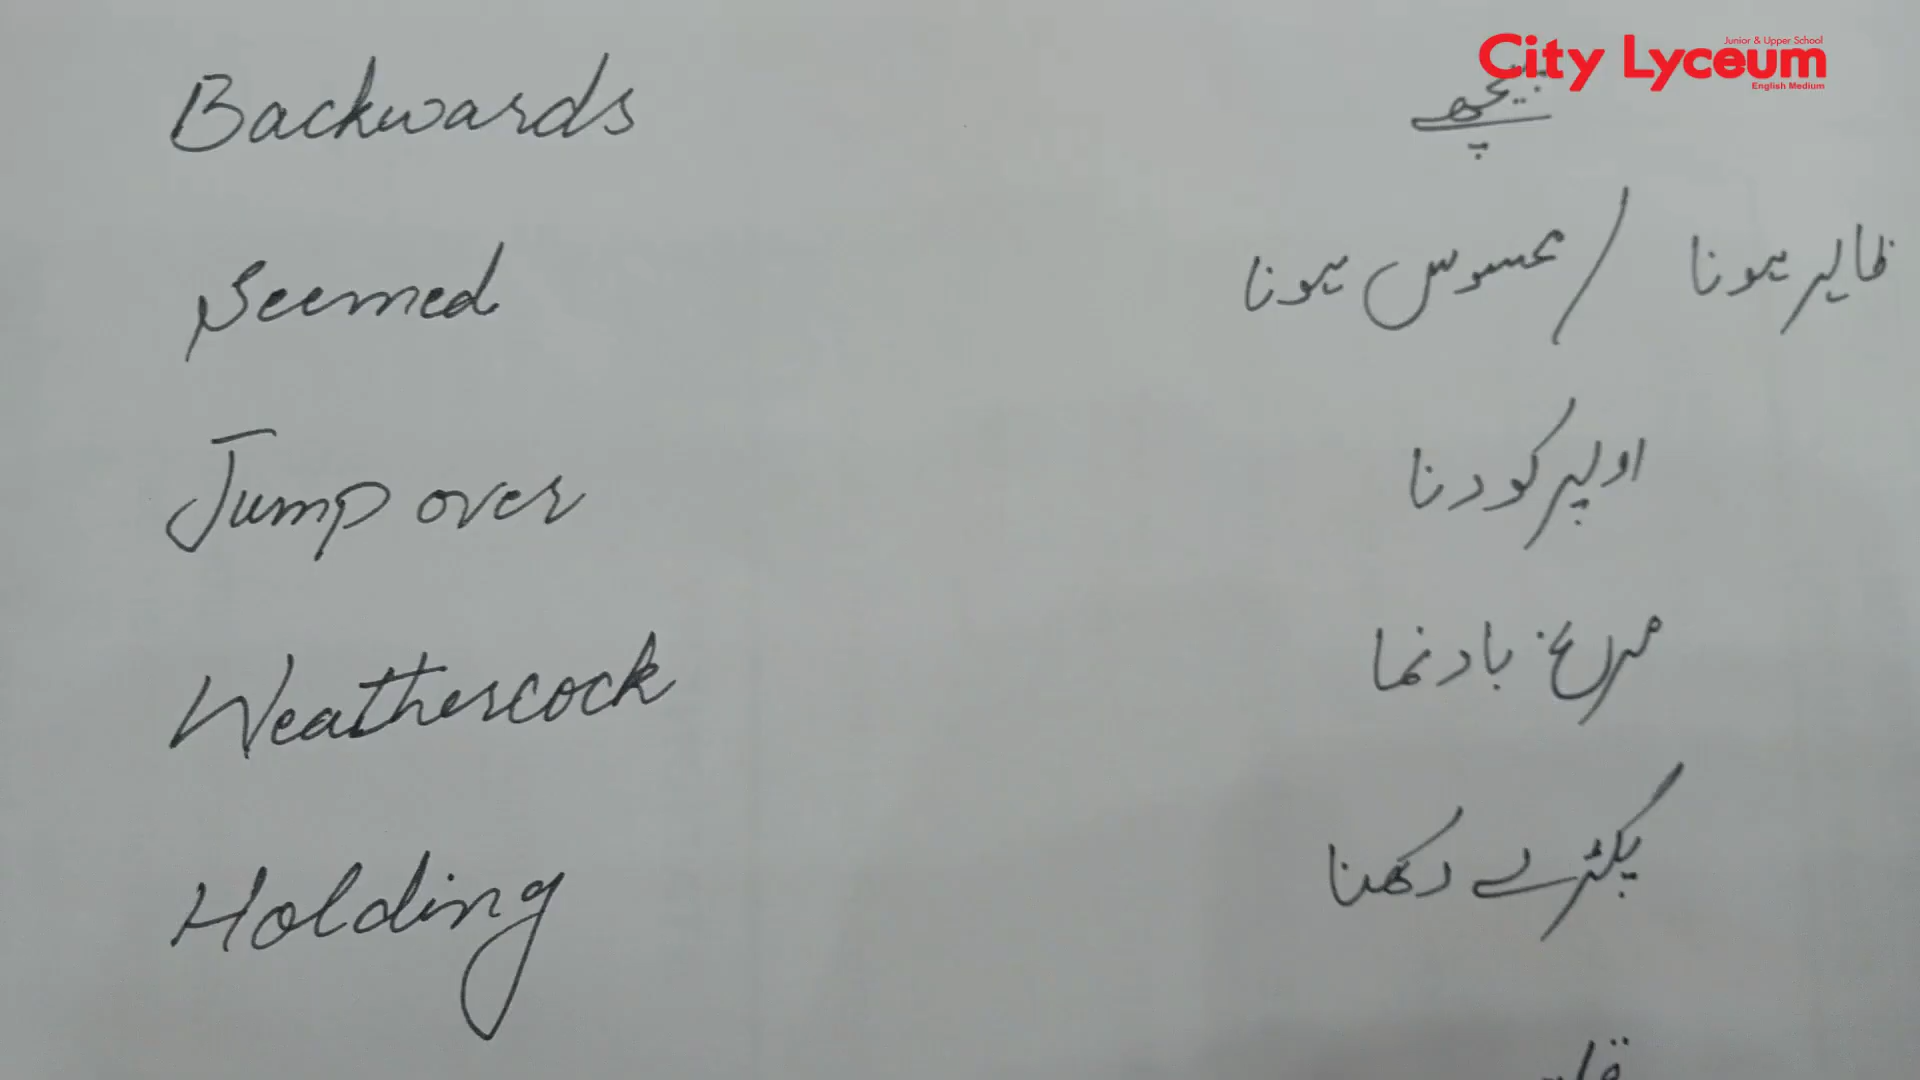 Junior & Upper School
City Lyceum
English Medium
Backwards پیچھے
Seemed ظاہر ہونا / محسوس ہونا
Jump over اوپر کودنا
Weathercock مرغ بادنما
Holding پکڑے رکھنا